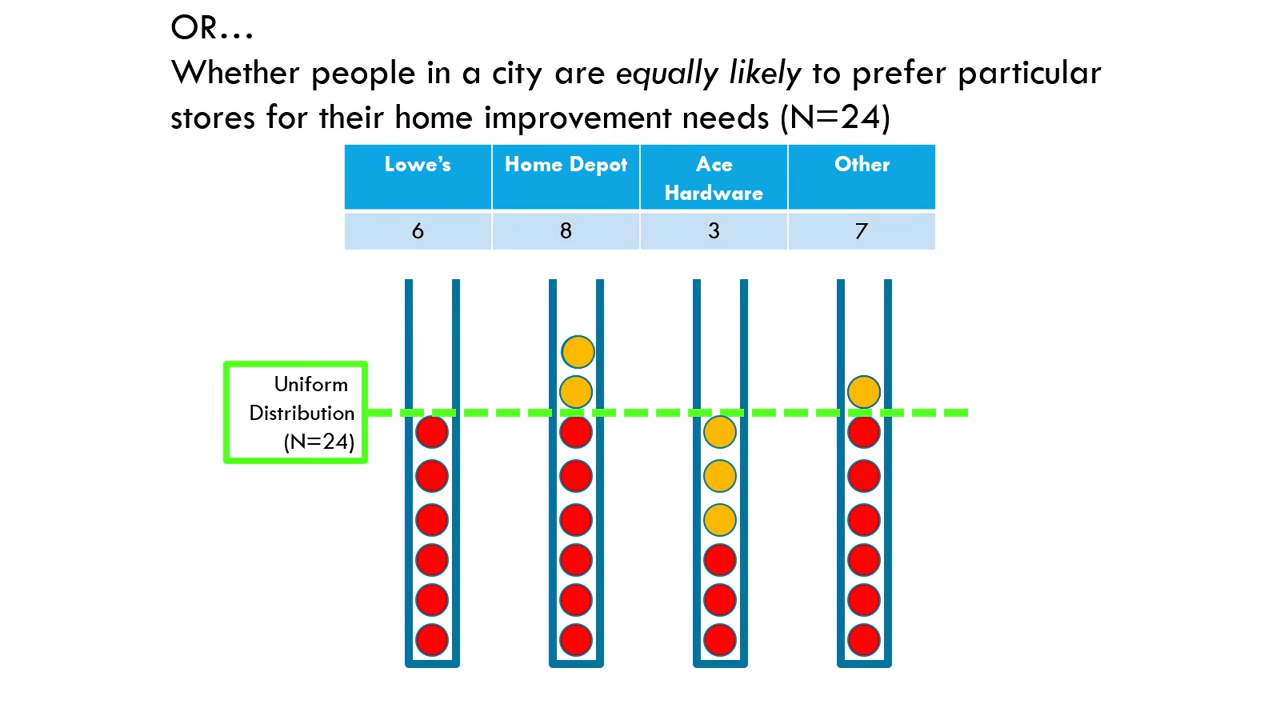 OR…
Whether people in a city are equally likely to prefer particular
stores for their home improvement needs (N=24)
Lowe’s Home Depot Ace Hardware Other
6 8 3 7
Uniform
Distribution
(N=24)